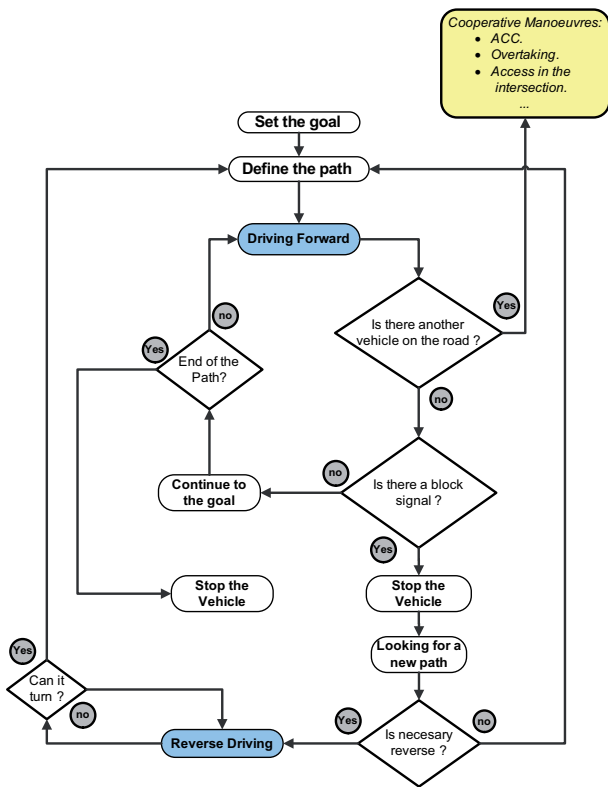 Cooperative Manoeuvres:
• ACC.
• Overtaking.
• Access in the
intersection.
...
Set the goal
Define the path
Driving Forward
Yes
no
Is there another
vehicle on the road ?
Yes
End of the
Path?
no
Is there a block
signal ?
no
Continue to
the goal
Yes
Stop the
Vehicle
Stop the
Vehicle
Looking for a
new path
Yes
Can it
turn ?
no
Reverse Driving
Yes
Is necesary
reverse ?
no